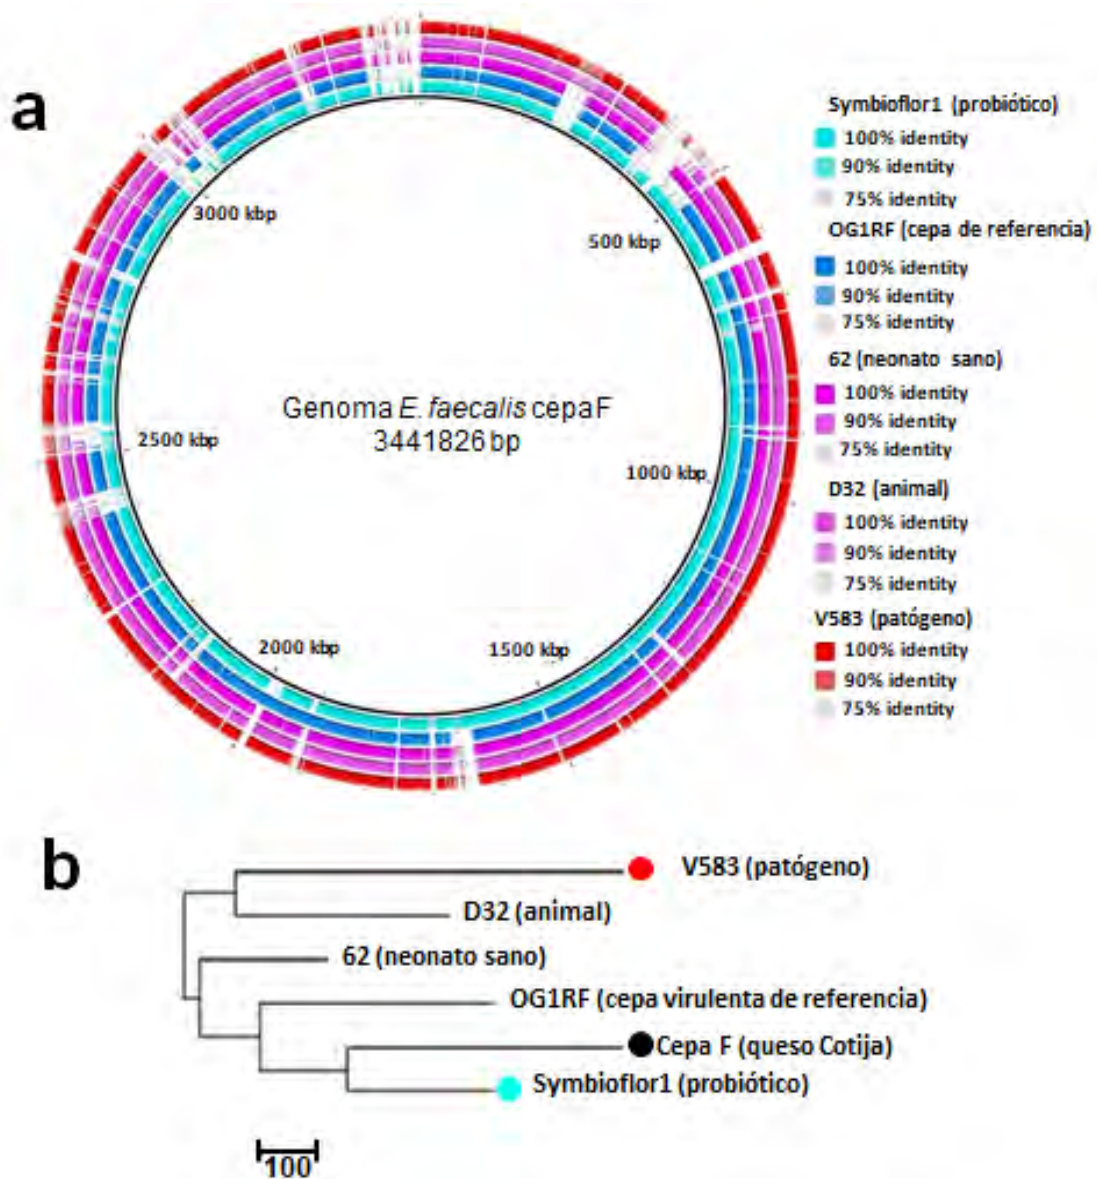 a
Symbioflor1 (probiótico)
100% identity
90% identity
75% identity
OG1RF (cepa de referencia)
100% identity
90% identity
75% identity
62 (neonato sano)
100% identity
90% identity
75% identity
D32 (animal)
100% identity
90% identity
75% identity
V583 (patógeno)
100% identity
90% identity
75% identity
3000 kbp
500 kbp
Genoma E. faecalis cepa F
3441826 bp
2500 kbp
1000 kbp
2000 kbp
1500 kbp
b
V583 (patógeno)
D32 (animal)
62 (neonato sano)
OG1RF (cepa virulenta de referencia)
Cepa F (queso Cotija)
Symbioflor1 (probiótico)
100